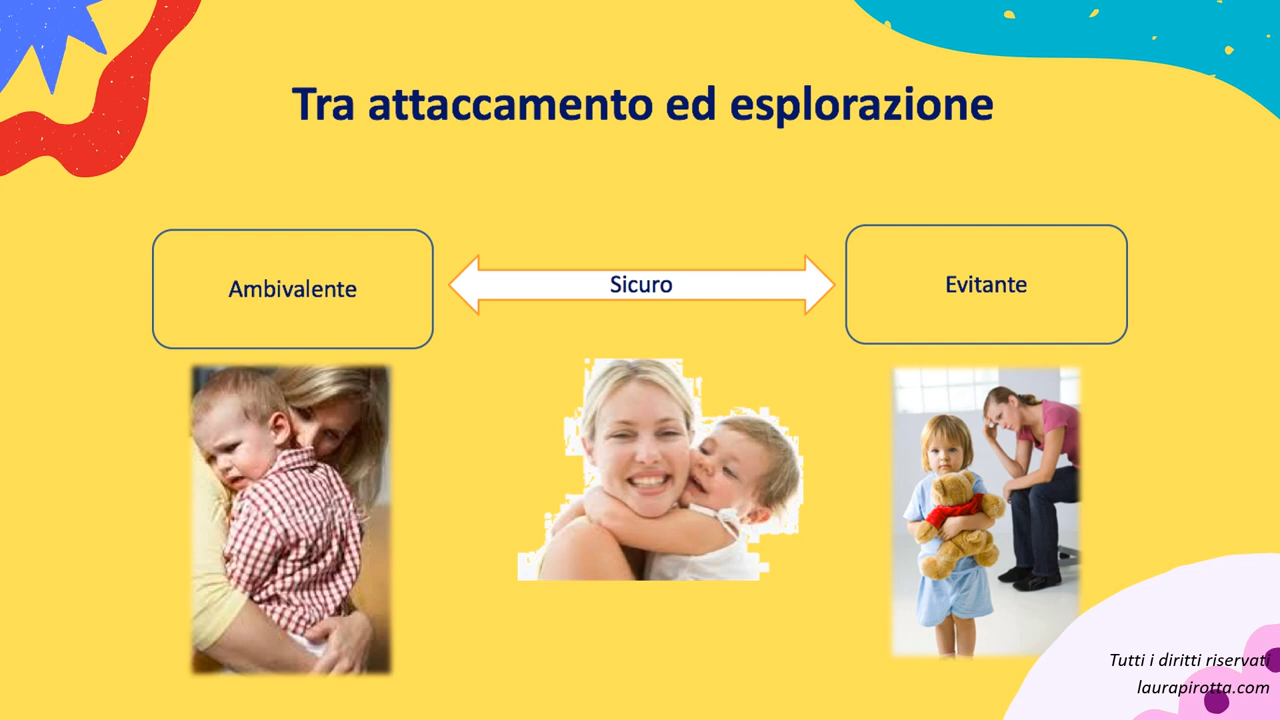 Tra attaccamento ed esplorazione
Ambivalente
Sicuro
Evitante
Tutti i diritti riservati
laurapirotta.com